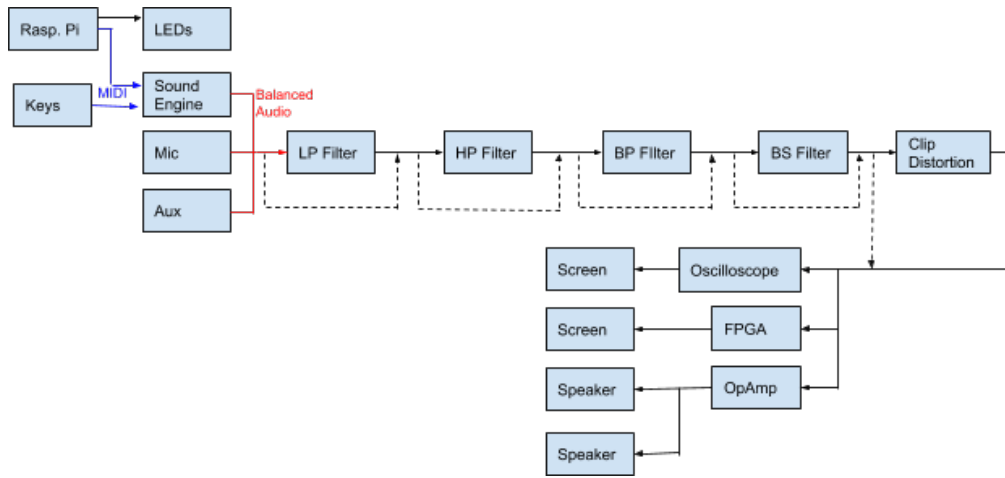 Rasp. Pi
LEDs
MIDI
Sound
Engine
Keys
Balanced
Audio
Mic
LP Filter
HP Filter
BP FIlter
BS Filter
Clip
Distortion
Aux
Screen
Oscilloscope
Screen
FPGA
Speaker
OpAmp
Speaker